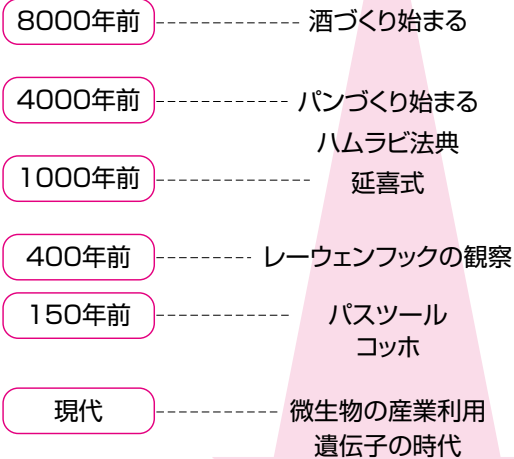 8000年前 酒づくり始まる
4000年前 パンづくり始まる
ハムラビ法典
1000年前 延喜式
400年前 レーウェンフックの観察
150年前 パスツール
コッホ
現代 微生物の産業利用
遺伝子の時代